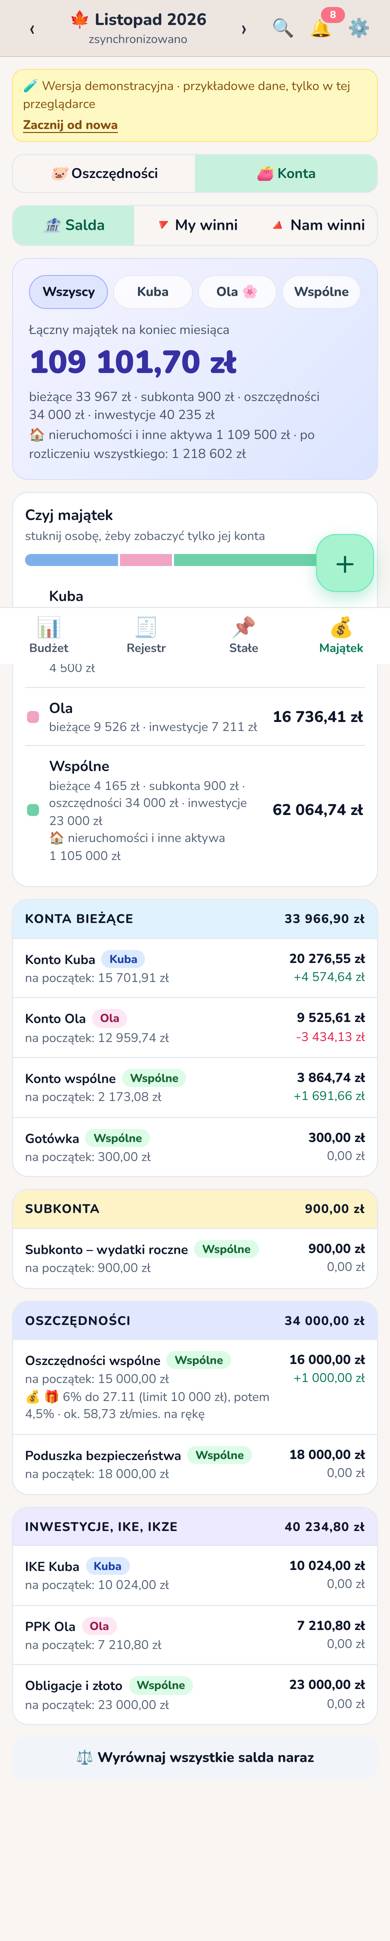 ‹ 🍁 Listopad 2026 › 🔍 🔔 8 ⚙️
zsynchronizowano
🧪 Wersja demonstracyjna · przykładowe dane, tylko w tej
przeglądarce
Zacznij od nowa
🐷 Oszczędności 👛 Konta
🏦 Salda 🔻 My winni 🔺 Nam winni
Wszyscy Kuba Ola 🌸 Wspólne
Łączny majątek na koniec miesiąca
109 101,70 zł
bieżące 33 967 zł · subkonta 900 zł · oszczędności
34 000 zł · inwestycje 40 235 zł
🏠 nieruchomości i inne aktywa 1 109 500 zł · po
rozliczeniu wszystkiego: 1 218 602 zł
Czyj majątek
stuknij osobę, żeby zobaczyć tylko jej konta
+
Kuba
📊 🧾 📌 💰
Budżet Rejestr Stałe Majątek
4 500 zł
Ola
bieżące 9 526 zł · inwestycje 7 211 zł 16 736,41 zł
Wspólne
bieżące 4 165 zł · subkonta 900 zł ·
oszczędności 34 000 zł · inwestycje
23 000 zł 62 064,74 zł
🏠 nieruchomości i inne aktywa
1 105 000 zł
KONTA BIEŻĄCE 33 966,90 zł
Konto Kuba Kuba 20 276,55 zł
na początek: 15 701,91 zł +4 574,64 zł
Konto Ola Ola 9 525,61 zł
na początek: 12 959,74 zł -3 434,13 zł
Konto wspólne Wspólne 3 864,74 zł
na początek: 2 173,08 zł +1 691,66 zł
Gotówka Wspólne 300,00 zł
na początek: 300,00 zł 0,00 zł
SUBKONTA 900,00 zł
Subkonto – wydatki roczne Wspólne 900,00 zł
na początek: 900,00 zł 0,00 zł
OSZCZĘDNOŚCI 34 000,00 zł
Oszczędności wspólne Wspólne 16 000,00 zł
na początek: 15 000,00 zł +1 000,00 zł
💰 🎁 6% do 27.11 (limit 10 000 zł), potem
4,5% · ok. 58,73 zł/mies. na rękę
Poduszka bezpieczeństwa Wspólne 18 000,00 zł
na początek: 18 000,00 zł 0,00 zł
INWESTYCJE, IKE, IKZE 40 234,80 zł
IKE Kuba Kuba 10 024,00 zł
na początek: 10 024,00 zł 0,00 zł
PPK Ola Ola 7 210,80 zł
na początek: 7 210,80 zł 0,00 zł
Obligacje i złoto Wspólne 23 000,00 zł
na początek: 23 000,00 zł 0,00 zł
⚖️ Wyrównaj wszystkie salda naraz